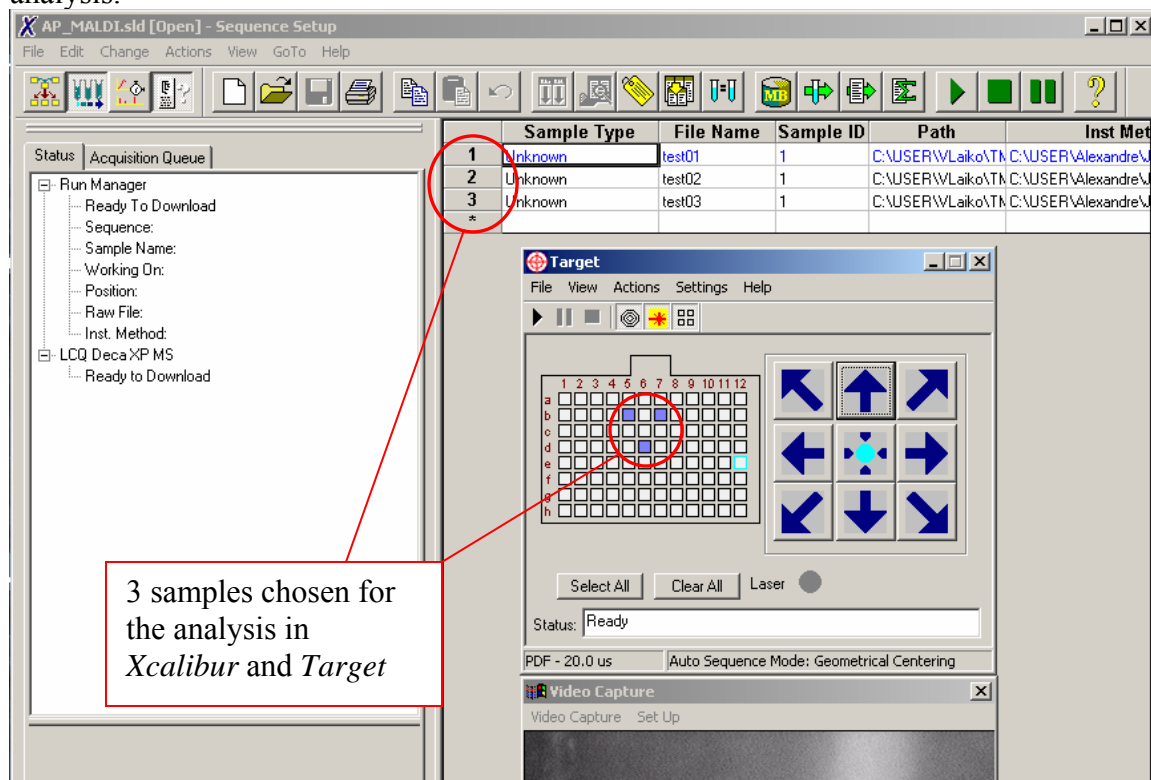 analysis.
AP_MALDI.sld [Open] - Sequence Setup
File Edit Change Actions View GoTo Help
MB
Status Acquisition Queue
Run Manager
Ready To Download
Sequence:
Sample Name:
Working On:
Position:
Raw File:
Inst. Method:
LCQ Deca XP MS
Ready to Download
Sample Type File Name Sample ID Path Inst Met
1 Unknown test01 1 C:\USER\VLaiko\TM C:\USER\Alexandre\J
2 Unknown test02 1 C:\USER\VLaiko\TM C:\USER\Alexandre\J
3 Unknown test03 1 C:\USER\VLaiko\TM C:\USER\Alexandre\J
*
Target
File View Actions Settings Help
1 2 3 4 5 6 7 8 9 10 11 12
a
b
c
d
e
f
g
h
Select All Clear All Laser
Status: Ready
PDF - 20.0 us Auto Sequence Mode: Geometrical Centering
Video Capture
Video Capture Set Up
3 samples chosen for
the analysis in
Xcalibur and Target